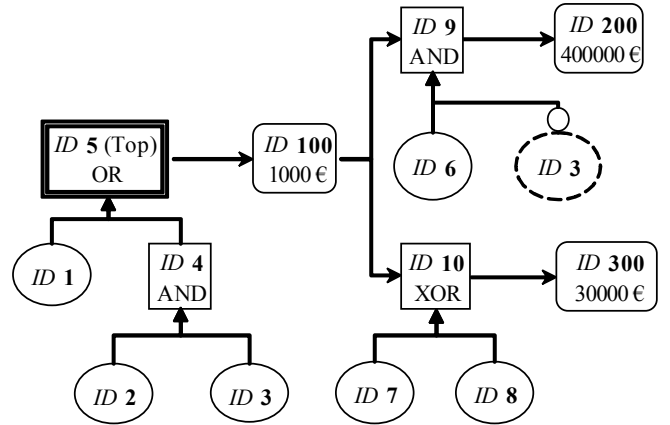 ID 9
AND
ID 200
400000 €
ID 5 (Top)
OR
ID 100
1000 €
ID 6
ID 3
ID 1
ID 4
AND
ID 10
XOR
ID 300
30000 €
ID 2
ID 3
ID 7
ID 8